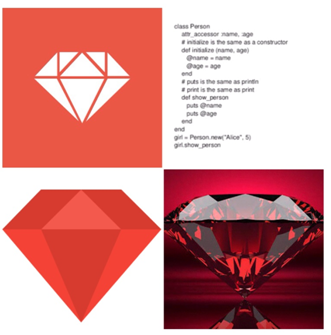 class Person
attr_accessor :name, :age
# initialize is the same as a constructor
def initialize (name, age)
@name = name
@age = age
end
# puts is the same as println
# print is the same as print
def show_person
puts @name
puts @age
end
end
girl = Person.new("Alice", 5)
girl.show_person